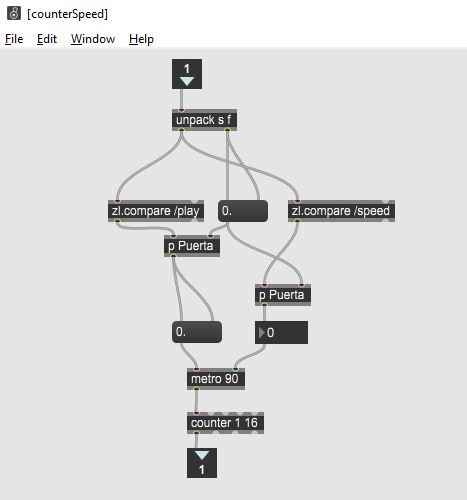 [counterSpeed]
File Edit Window Help
1
unpack s f
zl.compare /play
0.
zl.compare /speed
p Puerta
p Puerta
0.
0
metro 90
counter 1 16
1